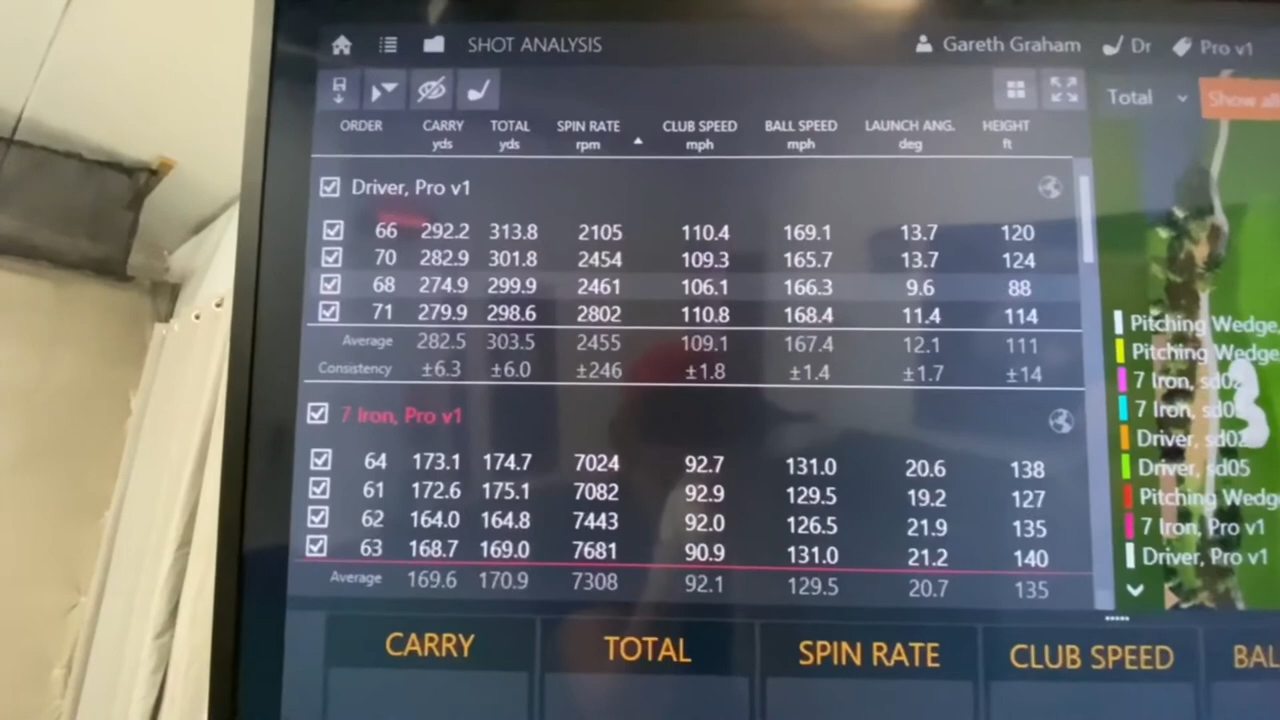 SHOT ANALYSIS Gareth Graham Dr Pro v1
Total Show all
ORDER CARRY TOTAL SPIN RATE CLUB SPEED BALL SPEED LAUNCH ANG. HEIGHT
yds yds rpm mph mph deg ft
Driver, Pro v1
66 292.2 313.8 2105 110.4 169.1 13.7 120
70 282.9 301.8 2454 109.3 165.7 13.7 124
68 274.9 299.9 2461 106.1 166.3 9.6 88
71 279.9 298.6 2802 110.8 168.4 11.4 114
Average 282.5 303.5 2455 109.1 167.4 12.1 111
Consistency ±6.3 ±6.0 ±246 ±1.8 ±1.4 ±1.7 ±14
7 Iron, Pro v1
64 173.1 174.7 7024 92.7 131.0 20.6 138
61 172.6 175.1 7082 92.9 129.5 19.2 127
62 164.0 164.8 7443 92.0 126.5 21.9 135
63 168.7 169.0 7681 90.9 131.0 21.2 140
Average 169.6 170.9 7308 92.1 129.5 20.7 135
Pitching Wedge,
Pitching Wedge
7 Iron, sd02
7 Iron, sd0
Driver, sd02
Driver, sd05
Pitching Wedg
7 Iron, Pro v1
Driver, Pro v1
CARRY TOTAL SPIN RATE CLUB SPEED BAL